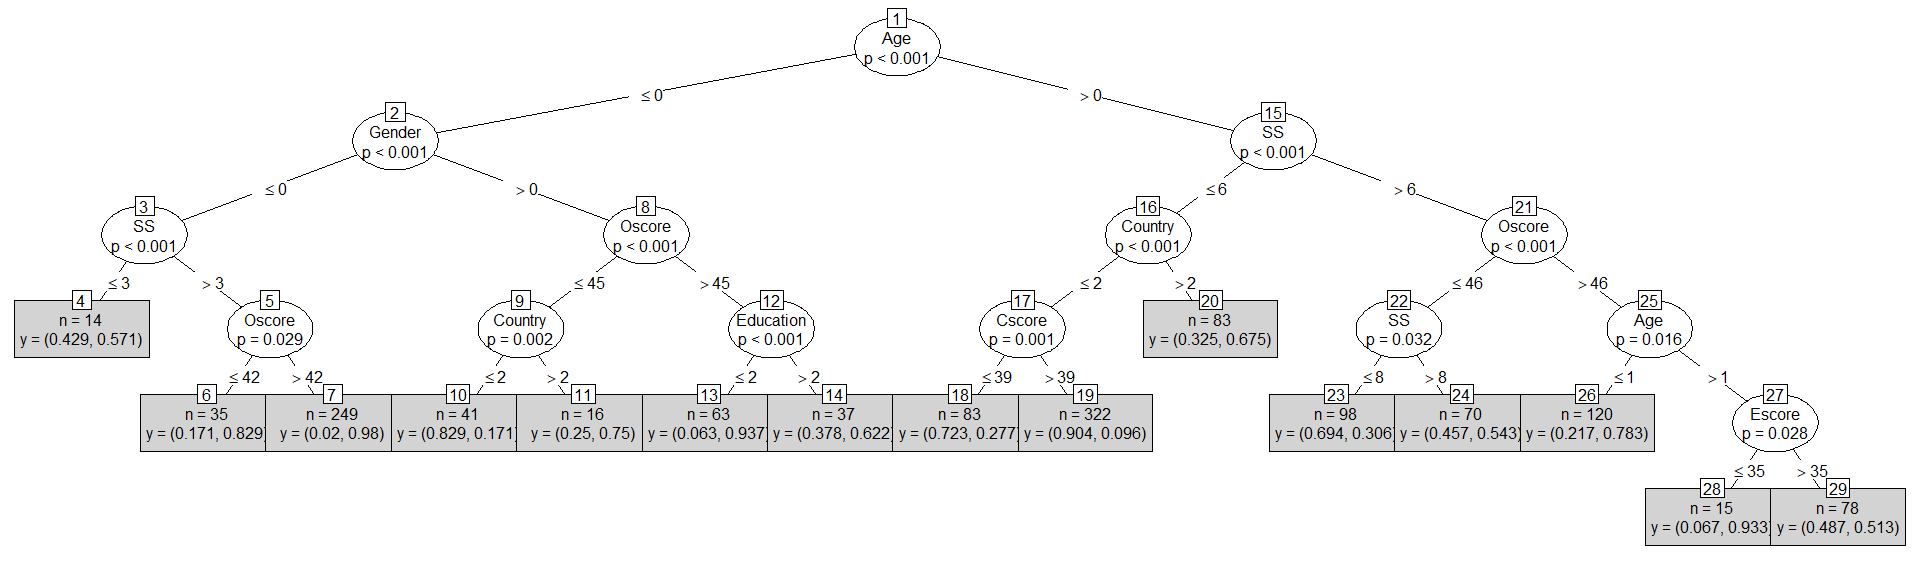 1
Age
p < 0.001
≤ 0
> 0
2
Gender
p < 0.001
15
SS
p < 0.001
≤ 0
> 0
≤ 6
> 6
3
SS
p < 0.001
8
Oscore
p < 0.001
16
Country
p < 0.001
21
Oscore
p < 0.001
≤ 3
> 3
≤ 45
> 45
≤ 2
> 2
≤ 46
> 46
4
n = 14
y = (0.429, 0.571)
5
Oscore
p = 0.029
9
Country
p = 0.002
12
Education
p < 0.001
17
Cscore
p = 0.001
20
n = 83
y = (0.325, 0.675)
22
SS
p = 0.032
25
Age
p = 0.016
≤ 42
> 42
≤ 2
> 2
≤ 2
> 2
≤ 39
> 39
≤ 8
> 8
≤ 1
> 1
6
n = 35
y = (0.171, 0.829)
7
n = 249
y = (0.02, 0.98)
10
n = 41
y = (0.829, 0.171)
11
n = 16
y = (0.25, 0.75)
13
n = 63
y = (0.063, 0.937)
14
n = 37
y = (0.378, 0.622)
18
n = 83
y = (0.723, 0.277)
19
n = 322
y = (0.904, 0.096)
23
n = 98
y = (0.694, 0.306)
24
n = 70
y = (0.457, 0.543)
26
n = 120
y = (0.217, 0.783)
27
Escore
p = 0.028
≤ 35
> 35
28
n = 15
y = (0.067, 0.933)
29
n = 78
y = (0.487, 0.513)